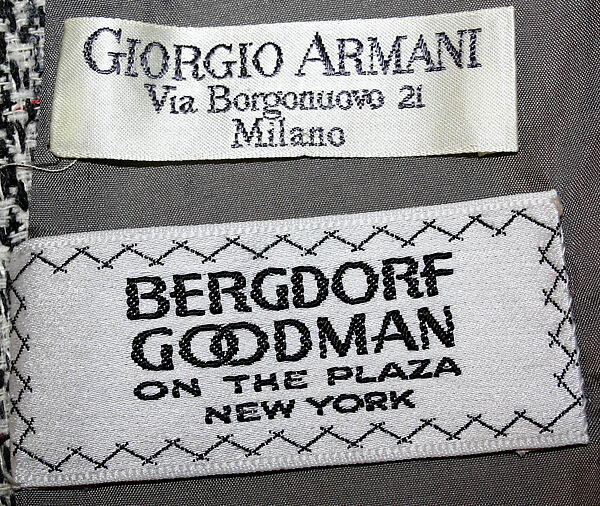 GIORGIO ARMANI
Via Borgonuovo 21
Milano
BERGDORF
GOODMAN
ON THE PLAZA
NEW YORK